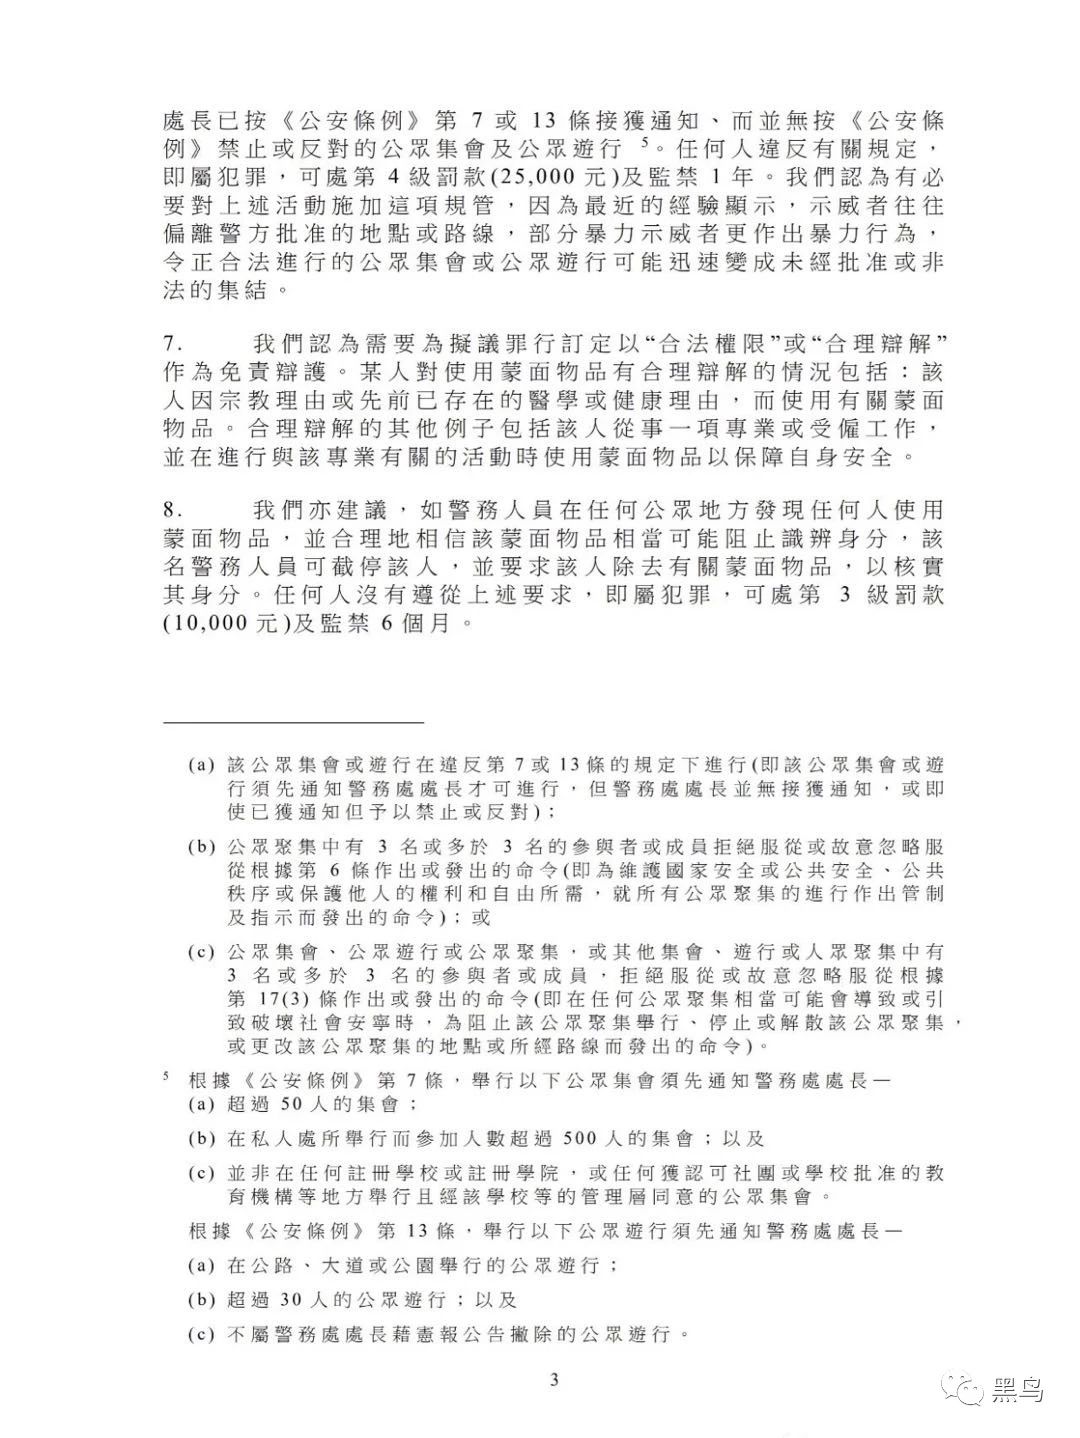 處長已按《公安條例》第 7 或 13 條接獲通知、而並無按《公安條
例》禁止或反對的公眾集會及公眾遊行 5。任何人違反有關規定，
即屬犯罪，可處第 4 級罰款(25,000 元)及監禁 1 年。我們認為有必
要對上述活動施加這項規管，因為最近的經驗顯示，示威者往往
偏離警方批准的地點或路線，部分暴力示威者更作出暴力行為，
令正合法進行的公眾集會或公眾遊行可能迅速變成未經批准或非
法的集結。
7. 我們認為需要為擬議罪行訂定以“合法權限”或“合理辯解”
作為免責辯護。某人對使用蒙面物品有合理辯解的情況包括：該
人因宗教理由或先前已存在的醫學或健康理由，而使用有關蒙面
物品。合理辯解的其他例子包括該人從事一項專業或受僱工作，
並在進行與該專業有關的活動時使用蒙面物品以保障自身安全。
8. 我們亦建議，如警務人員在任何公眾地方發現任何人使用
蒙面物品，並合理地相信該蒙面物品相當可能阻止識辨身分，該
名警務人員可截停該人，並要求該人除去有關蒙面物品，以核實
其身分。任何人沒有遵從上述要求，即屬犯罪，可處第 3 級罰款
(10,000 元)及監禁 6 個月。
(a) 該公眾集會或遊行在違反第 7 或 13 條的規定下進行(即該公眾集會或遊
行須先通知警務處處長才可進行，但警務處處長並無接獲通知，或即
使已獲通知但予以禁止或反對)；
(b) 公眾聚集中有 3 名或多於 3 名的參與者或成員拒絕服從或故意忽略服
從根據第 6 條作出或發出的命令(即為維護國家安全或公共安全、公共
秩序或保護他人的權利和自由所需，就所有公眾聚集的進行作出管制
及指示而發出的命令)；或
(c) 公眾集會、公眾遊行或公眾聚集，或其他集會、遊行或人眾聚集中有
3 名或多於 3 名的參與者或成員，拒絕服從或故意忽略服從根據
第 17(3) 條作出或發出的命令(即在任何公眾聚集相當可能會導致或引
致破壞社會安寧時，為阻止該公眾聚集舉行、停止或解散該公眾聚集，
或更改該公眾聚集的地點或所經路線而發出的命令)。
5 根據《公安條例》第 7 條，舉行以下公眾集會須先通知警務處處長—
(a) 超過 50 人的集會；
(b) 在私人處所舉行而參加人數超過 500 人的集會；以及
(c) 並非在任何註冊學校或註冊學院，或任何獲認可社團或學校批准的教
育機構等地方舉行且經該學校等的管理層同意的公眾集會。
根據《公安條例》第 13 條，舉行以下公眾遊行須先通知警務處處長—
(a) 在公路、大道或公園舉行的公眾遊行；
(b) 超過 30 人的公眾遊行；以及
(c) 不屬警務處處長藉憲報公告撇除的公眾遊行。
3
黑鸟